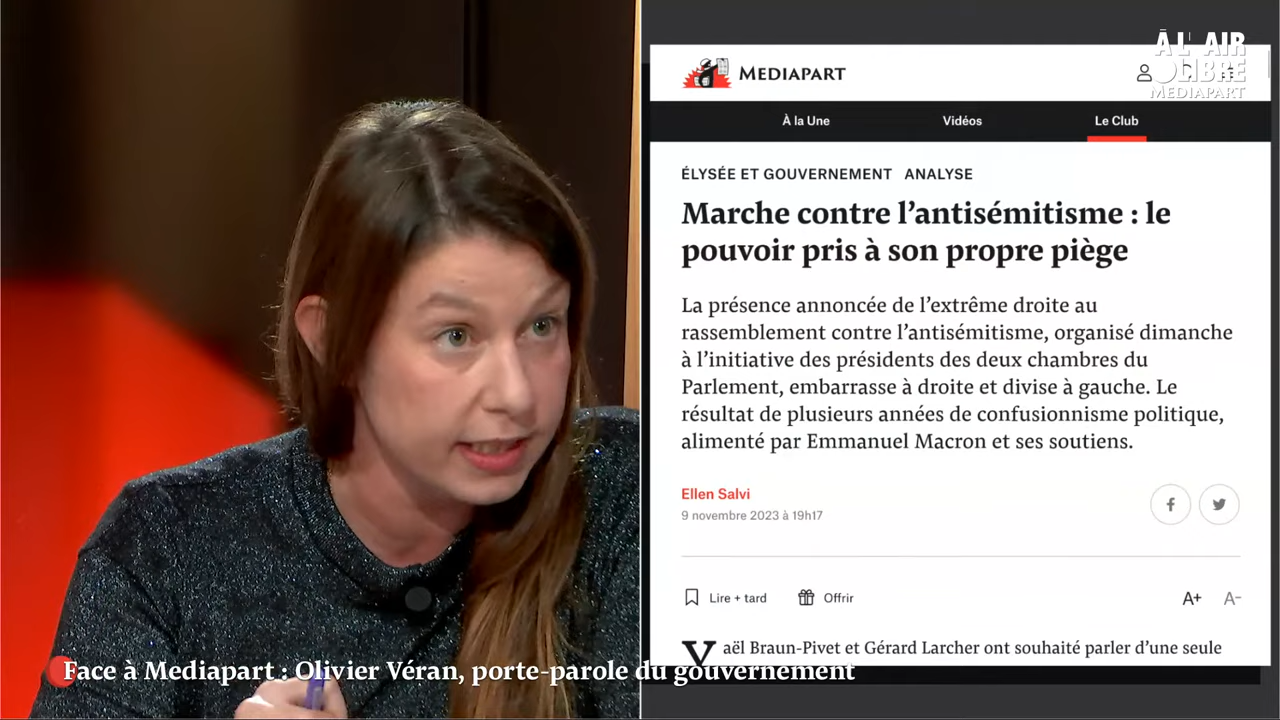 À L' AIR
LIBRE
MEDIAPART
MEDIAPART
À la Une Vidéos Le Club
ÉLYSÉE ET GOUVERNEMENT ANALYSE
Marche contre l’antisémitisme : le
pouvoir pris à son propre piège
La présence annoncée de l’extrême droite au
rassemblement contre l’antisémitisme, organisé dimanche
à l’initiative des présidents des deux chambres du
Parlement, embarrasse à droite et divise à gauche. Le
résultat de plusieurs années de confusionnisme politique,
alimenté par Emmanuel Macron et ses soutiens.
Ellen Salvi
9 novembre 2023 à 19h17
Lire + tard Offrir A+ A-
Yaël Braun-Pivet et Gérard Larcher ont souhaité parler d’une seule
Face à Mediapart : Olivier Véran, porte-parole du gouvernement